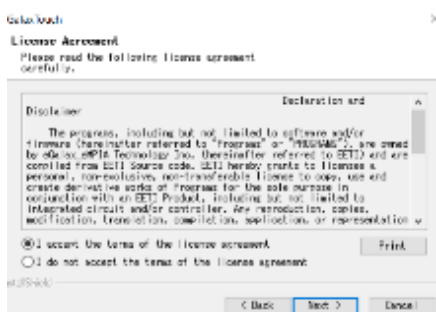 GalaxTouch
License Agreement
Please read the following license agreement
carefully.
Declaration and
Disclaimer
The programs, including but not limited to software and/or
firmware (hereinafter referred to "Programs" or "PROGRAMS"), are owned
by eGalax_eMPIA Technology Inc. (hereinafter referred to EETI) and are
compiled from EETI Source code. EETI hereby grants to licensee a
personal, non-exclusive, non-transferable license to copy, use and
create derivative works of Programs for the sole purpose in
conjunction with an EETI Product, including but not limited to
integrated circuit and/or controller. Any reproduction, copies,
modification, translation, compilation, application, or representation
I accept the terms of the license agreement
Print
I do not accept the terms of the license agreement
InstallShield
< Back
Next >
Cancel